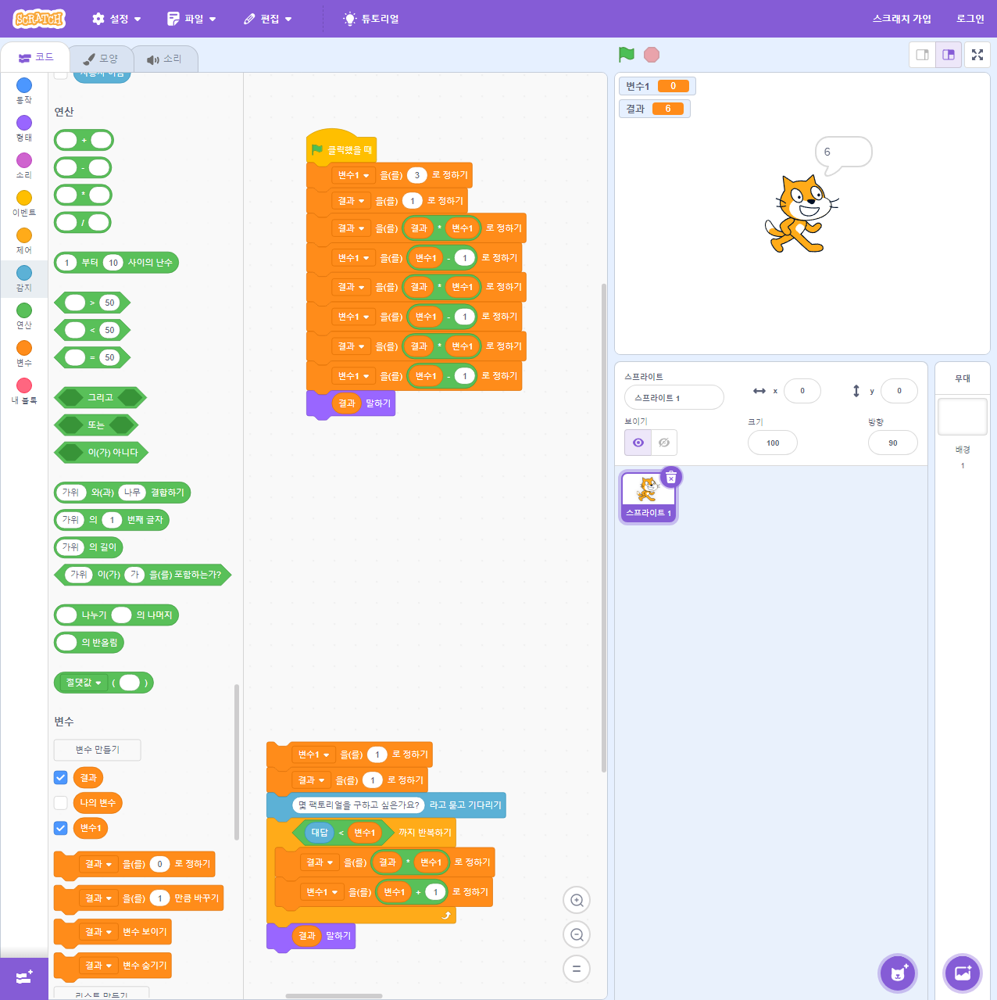 SCRATCH
설정
파일
편집
튜토리얼
스크래치 가입
로그인
코드
모양
소리
동작
형태
소리
이벤트
제어
감지
연산
변수
내 블록
사용자 이름
연산
+
-
*
/
1 부터 10 사이의 난수
> 50
< 50
= 50
그리고
또는
이(가) 아니다
가위 와(과) 나무 결합하기
가위 의 1 번째 글자
가위 의 길이
가위 이(가) 가 을(를) 포함하는가?
나누기 의 나머지
의 반올림
절댓값 ( )
변수
변수 만들기
결과
나의 변수
변수1
결과 을(를) 0 로 정하기
결과 을(를) 1 만큼 바꾸기
결과 변수 보이기
결과 변수 숨기기
리스트 만들기
클릭했을 때
변수1 을(를) 3 로 정하기
결과 을(를) 1 로 정하기
결과 을(를) 결과 * 변수1 로 정하기
변수1 을(를) 변수1 - 1 로 정하기
결과 을(를) 결과 * 변수1 로 정하기
변수1 을(를) 변수1 - 1 로 정하기
결과 을(를) 결과 * 변수1 로 정하기
변수1 을(를) 변수1 - 1 로 정하기
결과 말하기
변수1 을(를) 1 로 정하기
결과 을(를) 1 로 정하기
몇 팩토리얼을 구하고 싶은가요? 라고 묻고 기다리기
대답 < 변수1 까지 반복하기
결과 을(를) 결과 * 변수1 로 정하기
변수1 을(를) 변수1 + 1 로 정하기
결과 말하기
변수1 0
결과 6
6
스프라이트
스프라이트 1
x 0
y 0
보이기
크기
100
방향
90
스프라이트 1
무대
배경
1